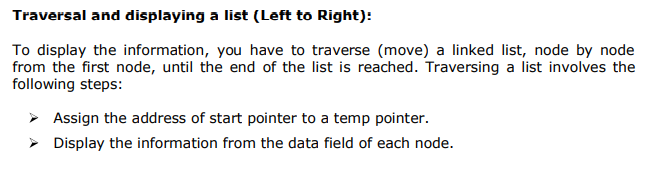 Traversal and displaying a list (Left to Right):
To display the information, you have to traverse (move) a linked list, node by node
from the first node, until the end of the list is reached. Traversing a list involves the
following steps:
➢ Assign the address of start pointer to a temp pointer.
➢ Display the information from the data field of each node.